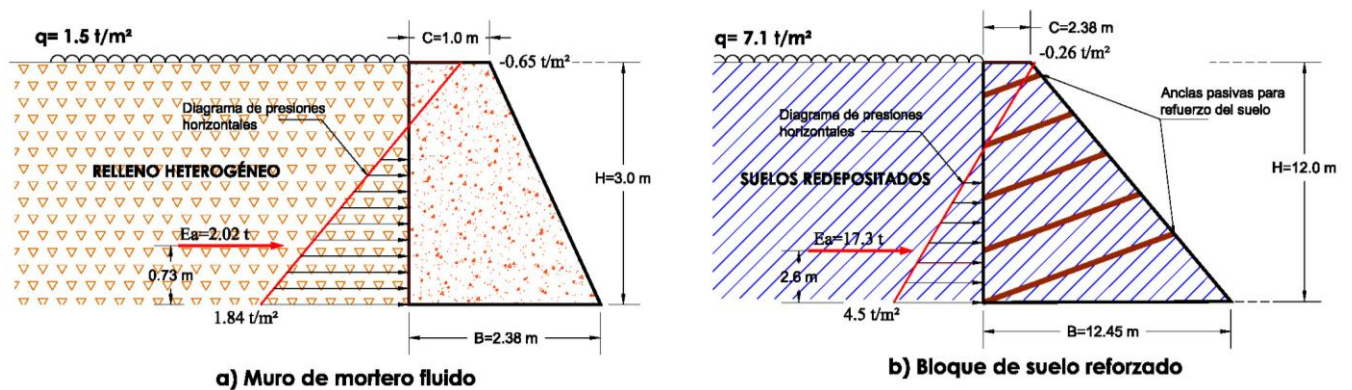 q= 1.5 t/m²
C=1.0 m
-0.65 t/m²
Diagrama de presiones
horizontales
RELLENO HETEROGÉNEO
H=3.0 m
Ea=2.02 t
0.73 m
1.84 t/m²
B=2.38 m
a) Muro de mortero fluido
q= 7.1 t/m²
C=2.38 m
-0.26 t/m²
Diagrama de presiones
horizontales
Anclas pasivas para
refuerzo del suelo
SUELOS REDEPOSITADOS
H=12.0 m
Ea=17.3 t
2.6 m
4.5 t/m²
B=12.45 m
b) Bloque de suelo reforzado